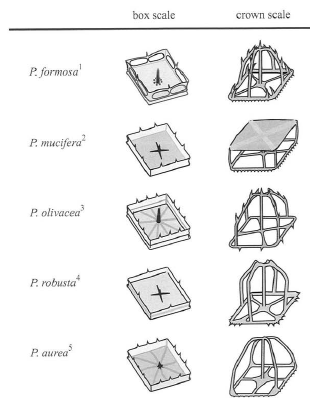 box scale crown scale
P. formosa1
P. mucifera2
P. olivacea3
P. robusta4
P. aurea5